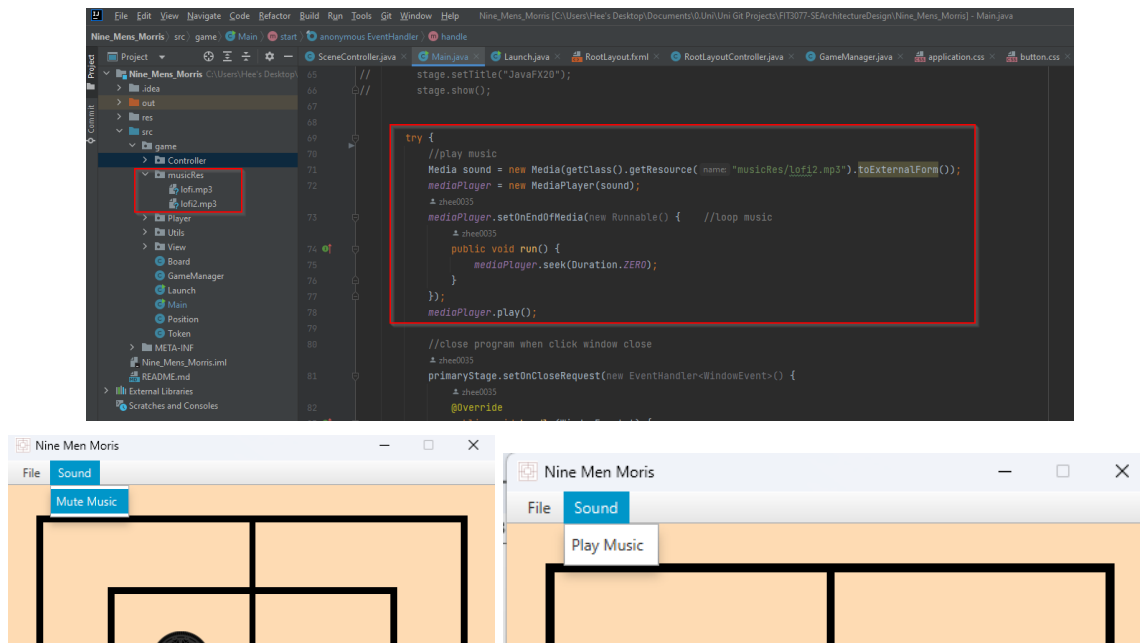 File Edit View Navigate Code Refactor Build Run Tools Git Window Help Nine_Mens_Morris [C:\Users\Hee's Desktop\Documents\0.Uni\Uni Git Projects\FIT3077-SEArchitectureDesign\Nine_Mens_Morris] - Main.java
Nine_Mens_Morris src game Main start anonymous EventHandler handle
Project SceneController.java Main.java Launch.java RootLayout.fxml RootLayoutController.java GameManager.java application.css button.css
Project
Commit
Nine_Mens_Morris C:\Users\Hee's Desktop\
.idea
out
res
src
game
Controller
musicRes
lofi.mp3
lofi2.mp3
Player
Utils
View
Board
GameManager
Launch
Main
Position
Token
META-INF
Nine_Mens_Morris.iml
README.md
External Libraries
Scratches and Consoles
65 // stage.setTitle("JavaFX20");
66 // stage.show();
67
68
69 try {
70 //play music
71 Media sound = new Media(getClass().getResource( name: "musicRes/lofi2.mp3").toExternalForm());
72 mediaPlayer = new MediaPlayer(sound);
zhee0035
73 mediaPlayer.setOnEndOfMedia(new Runnable() { //loop music
zhee0035
74 public void run() {
75 mediaPlayer.seek(Duration.ZERO);
76 }
77 });
78 mediaPlayer.play();
79
80 //close program when click window close
zhee0035
81 primaryStage.setOnCloseRequest(new EventHandler<WindowEvent>() {
zhee0035
82 @Override
Nine Men Moris
File Sound
Mute Music
Nine Men Moris
File Sound
Play Music